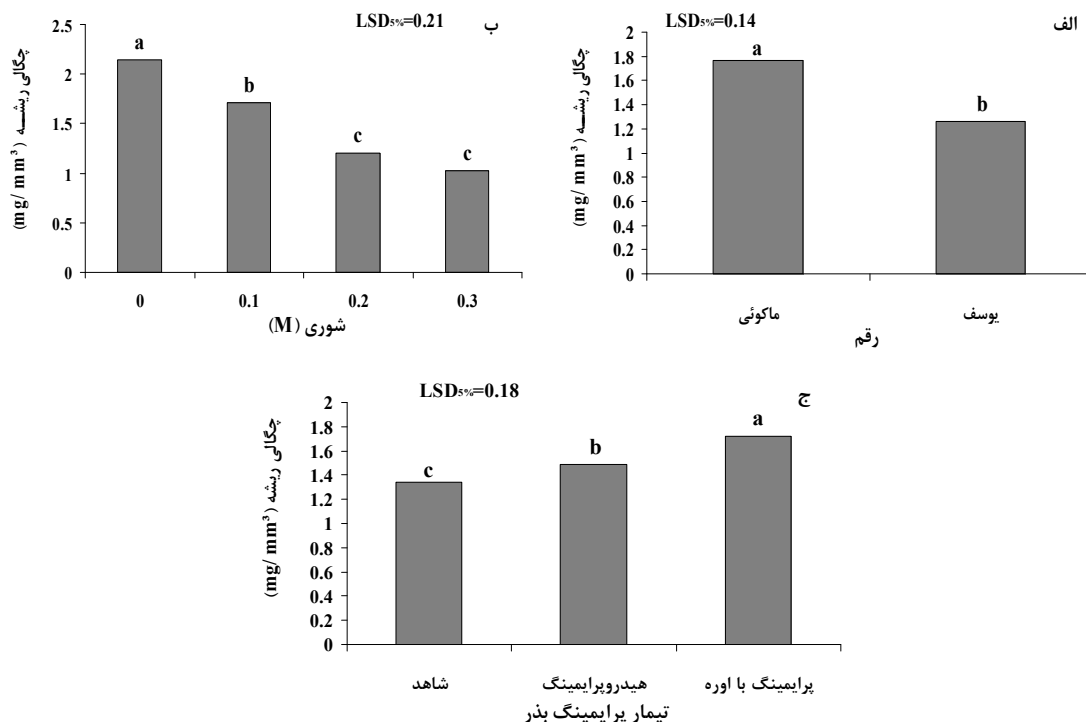 الف
LSD5%=0.14
چگالی ریشــه (mg/ mm³)
2
1.8
1.6
1.4
1.2
1
0.8
0.6
0.4
0.2
0
a
b
ماکوئی
یوسف
رقم
ب
LSD5%=0.21
چگالی ریشــه (mg/ mm³)
2.5
2
1.5
1
0.5
0
a
b
c
c
0 0.1 0.2 0.3
شوری (M)
ج
LSD5%=0.18
چگالی ریشه (mg/ mm³)
2
1.8
1.6
1.4
1.2
1
0.8
0.6
0.4
0.2
0
c
b
a
شاهد
هیدروپرایمینگ
پرایمینگ با اوره
تیمار پرایمینگ بذر